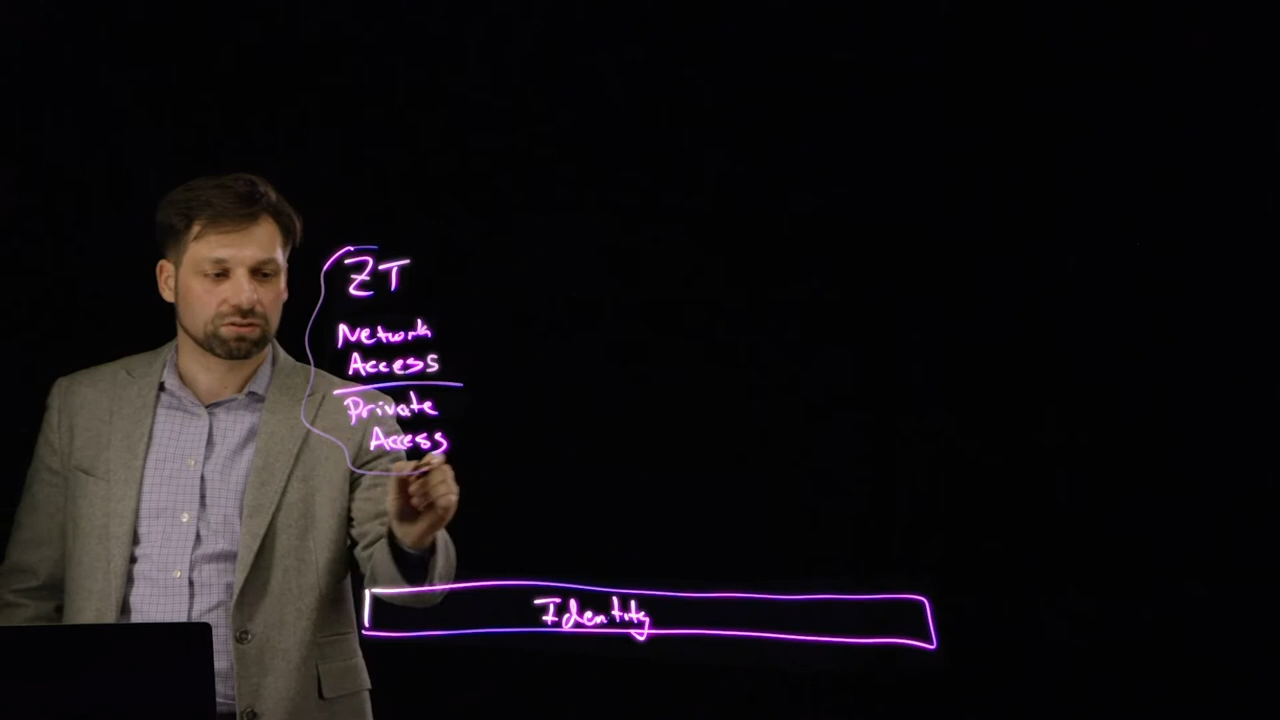 ZT
Network
Access
Private
Access
Identity